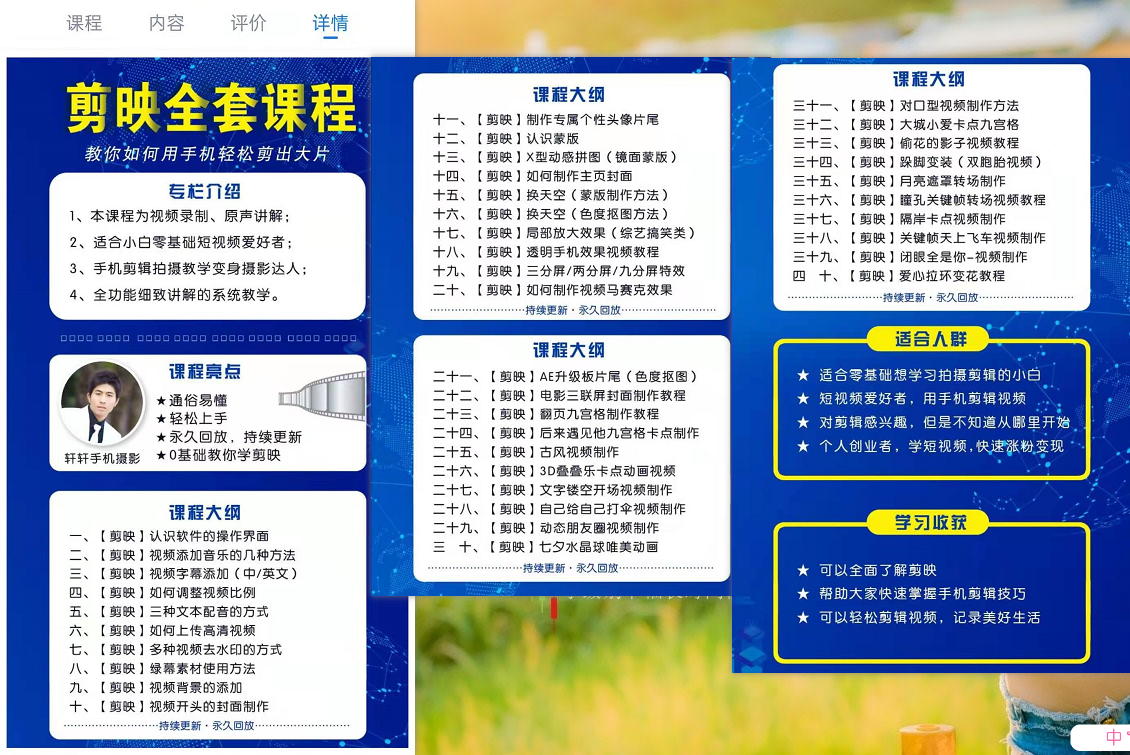 课程
内容
评价
详情
剪映全套课程
教你如何用手机轻松剪出大片
专栏介绍
1、本课程为视频录制、原声讲解；
2、适合小白零基础短视频爱好者；
3、手机剪辑拍摄教学变身摄影达人；
4、全功能细致讲解的系统教学。
课程亮点
★通俗易懂
★轻松上手
★永久回放，持续更新
★0基础教你学剪映
轩轩手机摄影
课程大纲
一、【剪映】认识软件的操作界面
二、【剪映】视频添加音乐的几种方法
三、【剪映】视频字幕添加（中/英文）
四、【剪映】如何调整视频比例
五、【剪映】三种文本配音的方式
六、【剪映】如何上传高清视频
七、【剪映】多种视频去水印的方式
八、【剪映】绿幕素材使用方法
九、【剪映】视频背景的添加
十、【剪映】视频开头的封面制作
持续更新·永久回放
课程大纲
十一、【剪映】制作专属个性头像片尾
十二、【剪映】认识蒙版
十三、【剪映】X型动感拼图（镜面蒙版）
十四、【剪映】如何制作主页封面
十五、【剪映】换天空（蒙版制作方法）
十六、【剪映】换天空（色度抠图方法）
十七、【剪映】局部放大效果（综艺搞笑类）
十八、【剪映】透明手机效果视频教程
十九、【剪映】三分屏/两分屏/九分屏特效
二十、【剪映】如何制作视频马赛克效果
持续更新·永久回放
课程大纲
二十一、【剪映】AE升级板片尾（色度抠图）
二十二、【剪映】电影三联屏封面制作教程
二十三、【剪映】翻页九宫格制作教程
二十四、【剪映】后来遇见他九宫格卡点制作
二十五、【剪映】古风视频制作
二十六、【剪映】3D叠叠乐卡点动画视频
二十七、【剪映】文字镂空开场视频制作
二十八、【剪映】自己给自己打伞视频制作
二十九、【剪映】动态朋友圈视频制作
三　十、【剪映】七夕水晶球唯美动画
持续更新·永久回放
课程大纲
三十一、【剪映】对口型视频制作方法
三十二、【剪映】大城小爱卡点九宫格
三十三、【剪映】偷花的影子视频教程
三十四、【剪映】跺脚变装（双胞胎视频）
三十五、【剪映】月亮遮罩转场制作
三十六、【剪映】瞳孔关键帧转场视频教程
三十七、【剪映】隔岸卡点视频制作
三十八、【剪映】关键帧天上飞车视频制作
三十九、【剪映】闭眼全是你-视频制作
四　十、【剪映】爱心拉环变花教程
持续更新·永久回放
适合人群
★ 适合零基础想学习拍摄剪辑的小白
★ 短视频爱好者，用手机剪辑视频
★ 对剪辑感兴趣，但是不知道从哪里开始
★ 个人创业者，学短视频,快速涨粉变现
学习收获
★ 可以全面了解剪映
★ 帮助大家快速掌握手机剪辑技巧
★ 可以轻松剪辑视频，记录美好生活
中